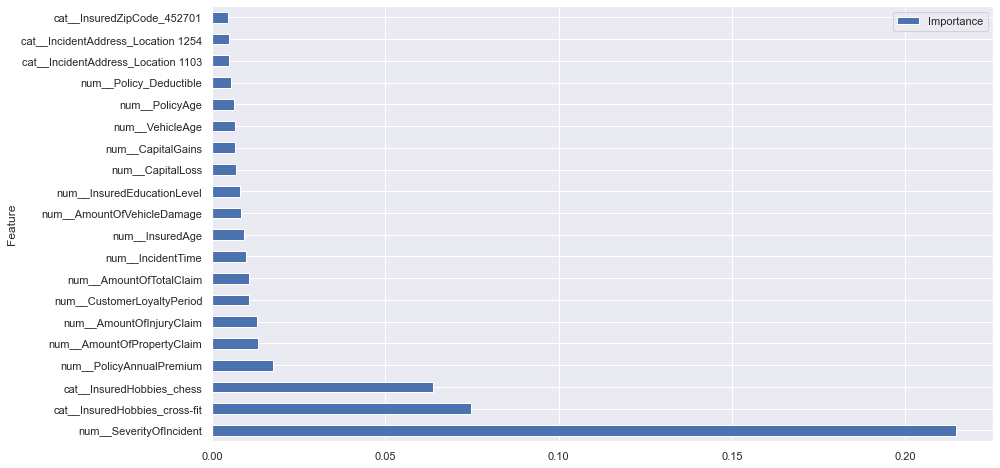 cat__InsuredZipCode_452701
cat__IncidentAddress_Location 1254
cat__IncidentAddress_Location 1103
num__Policy_Deductible
num__PolicyAge
num__VehicleAge
num__CapitalGains
num__CapitalLoss
num__InsuredEducationLevel
num__AmountOfVehicleDamage
num__InsuredAge
num__IncidentTime
num__AmountOfTotalClaim
num__CustomerLoyaltyPeriod
num__AmountOfInjuryClaim
num__AmountOfPropertyClaim
num__PolicyAnnualPremium
cat__InsuredHobbies_chess
cat__InsuredHobbies_cross-fit
num__SeverityOfIncident
Feature
Importance
0.00 0.05 0.10 0.15 0.20